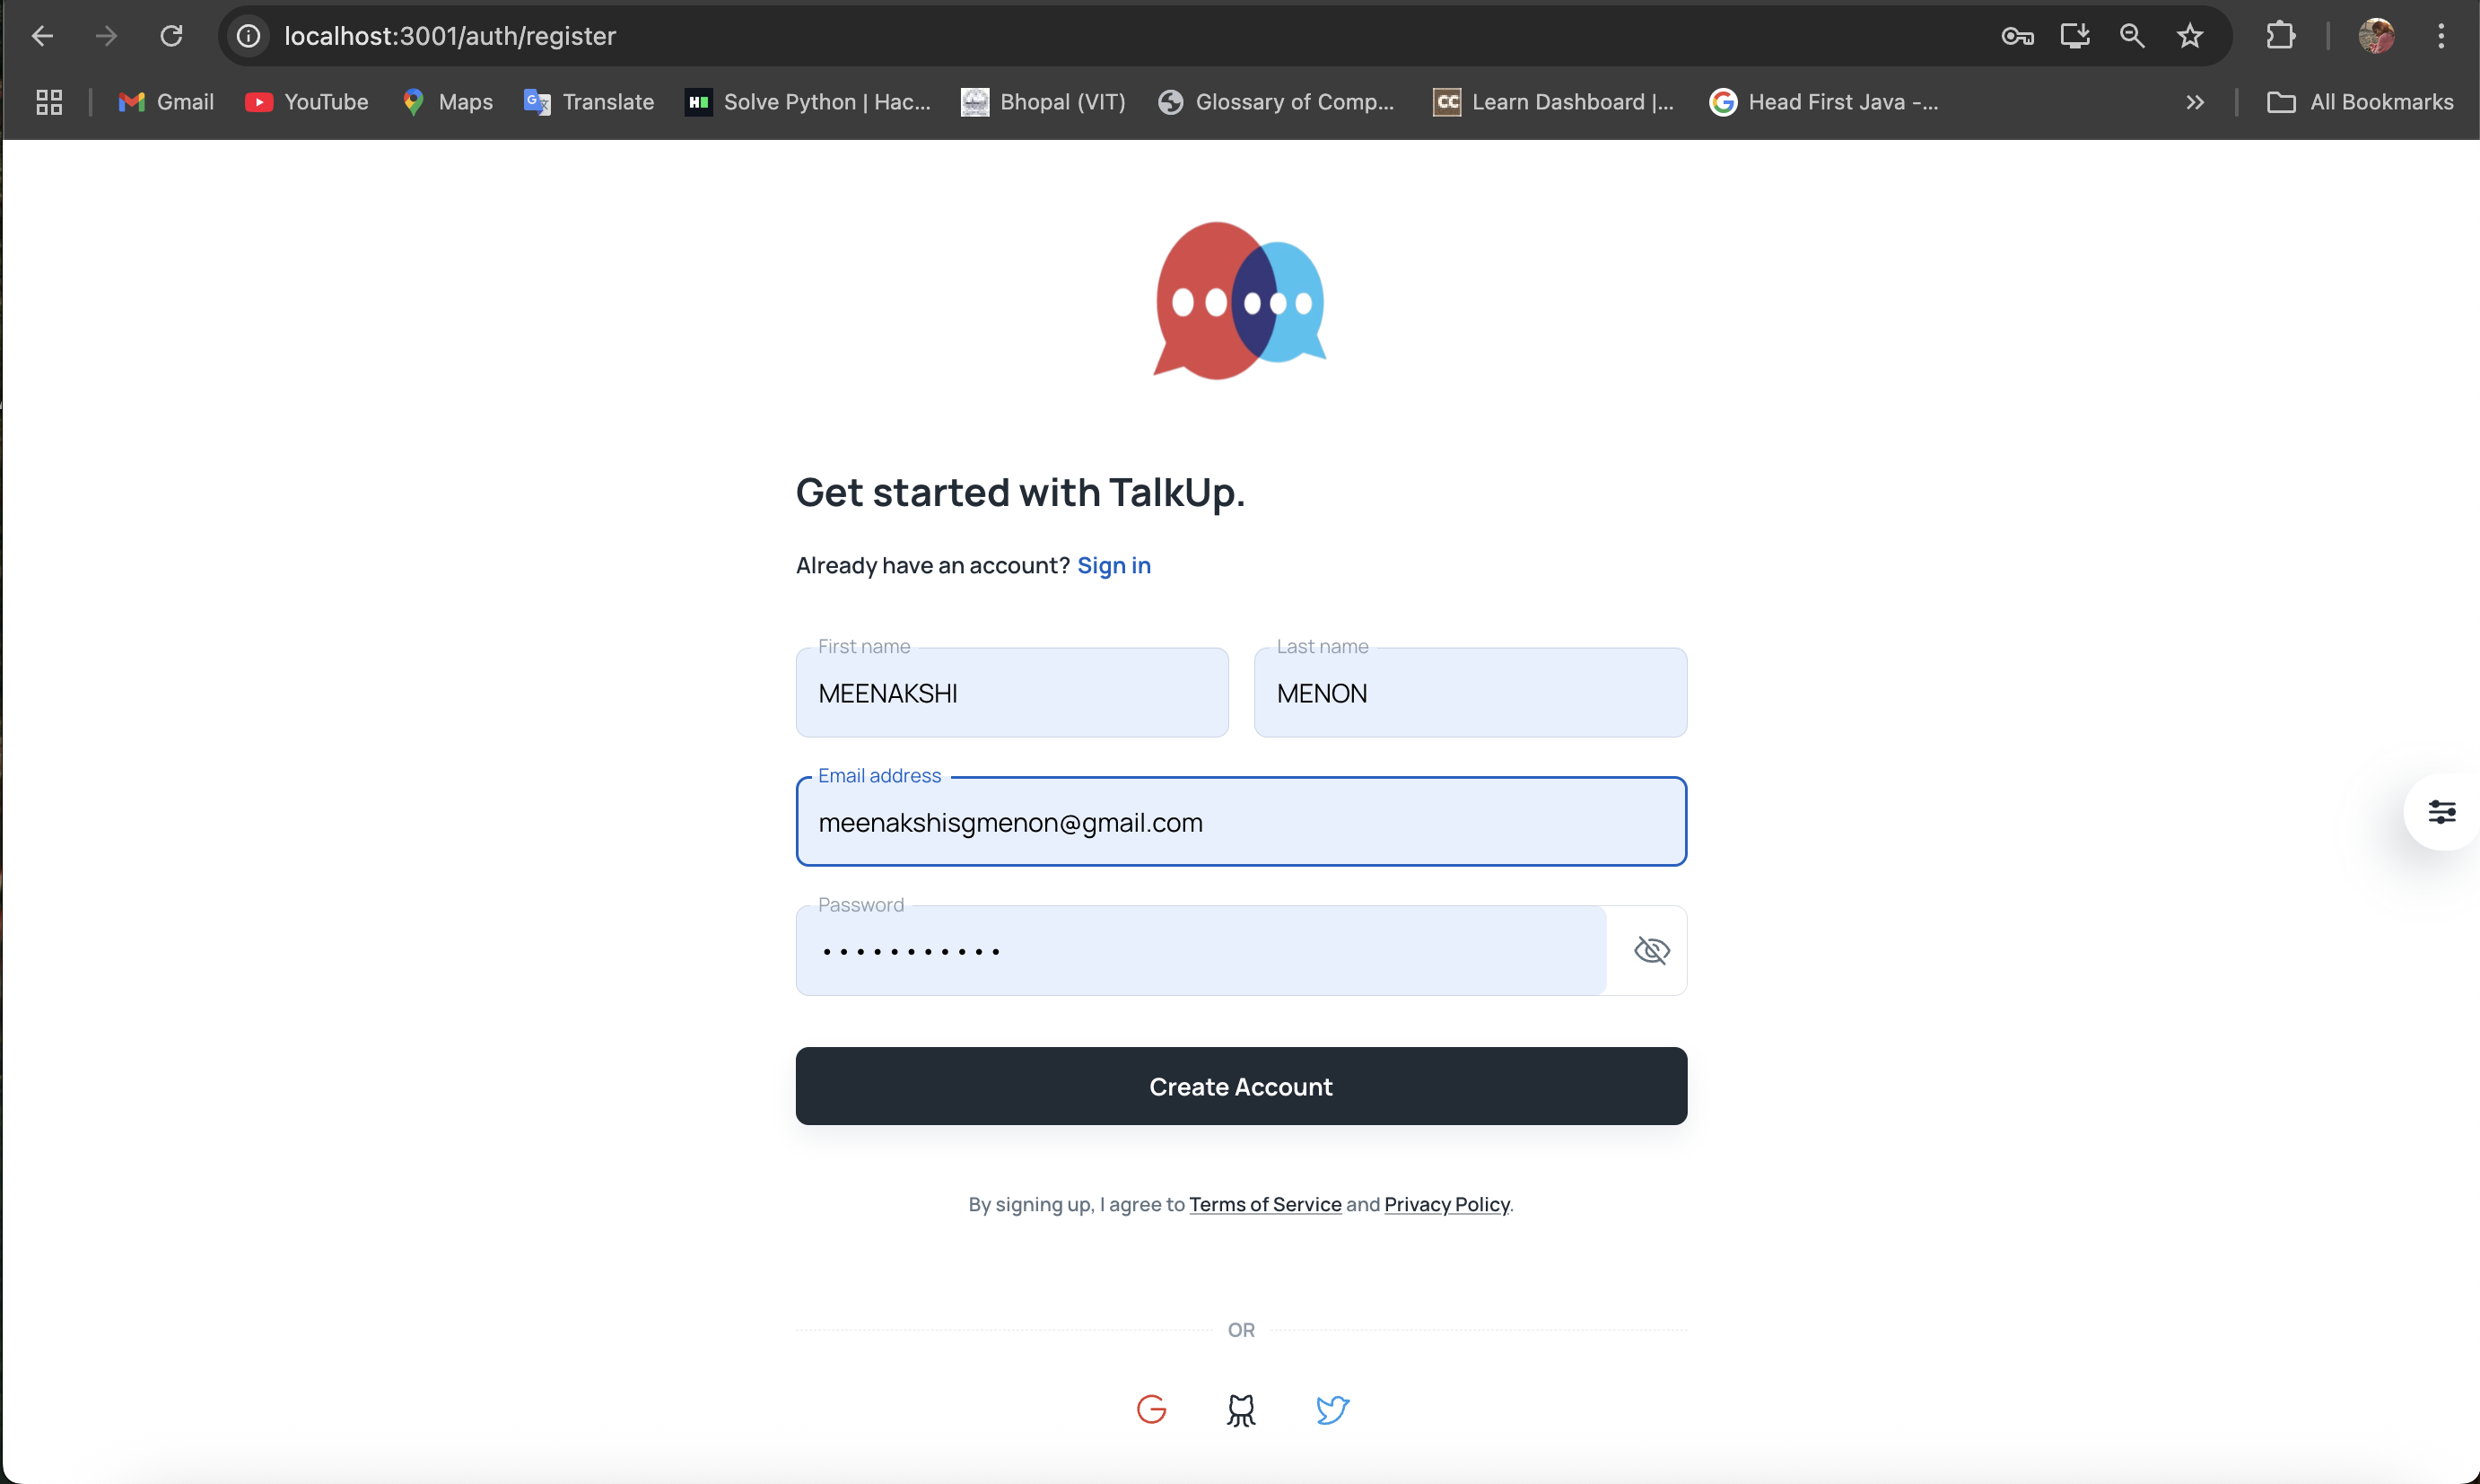 localhost:3001/auth/register
Gmail YouTube Maps Translate Solve Python | Hac... Bhopal (VIT) Glossary of Comp... Learn Dashboard |... Head First Java -... All Bookmarks
Get started with TalkUp.
Already have an account? Sign in
First name Last name
MEENAKSHI MENON
Email address
meenakshisgmenon@gmail.com
Password
Create Account
By signing up, I agree to Terms of Service and Privacy Policy.
OR